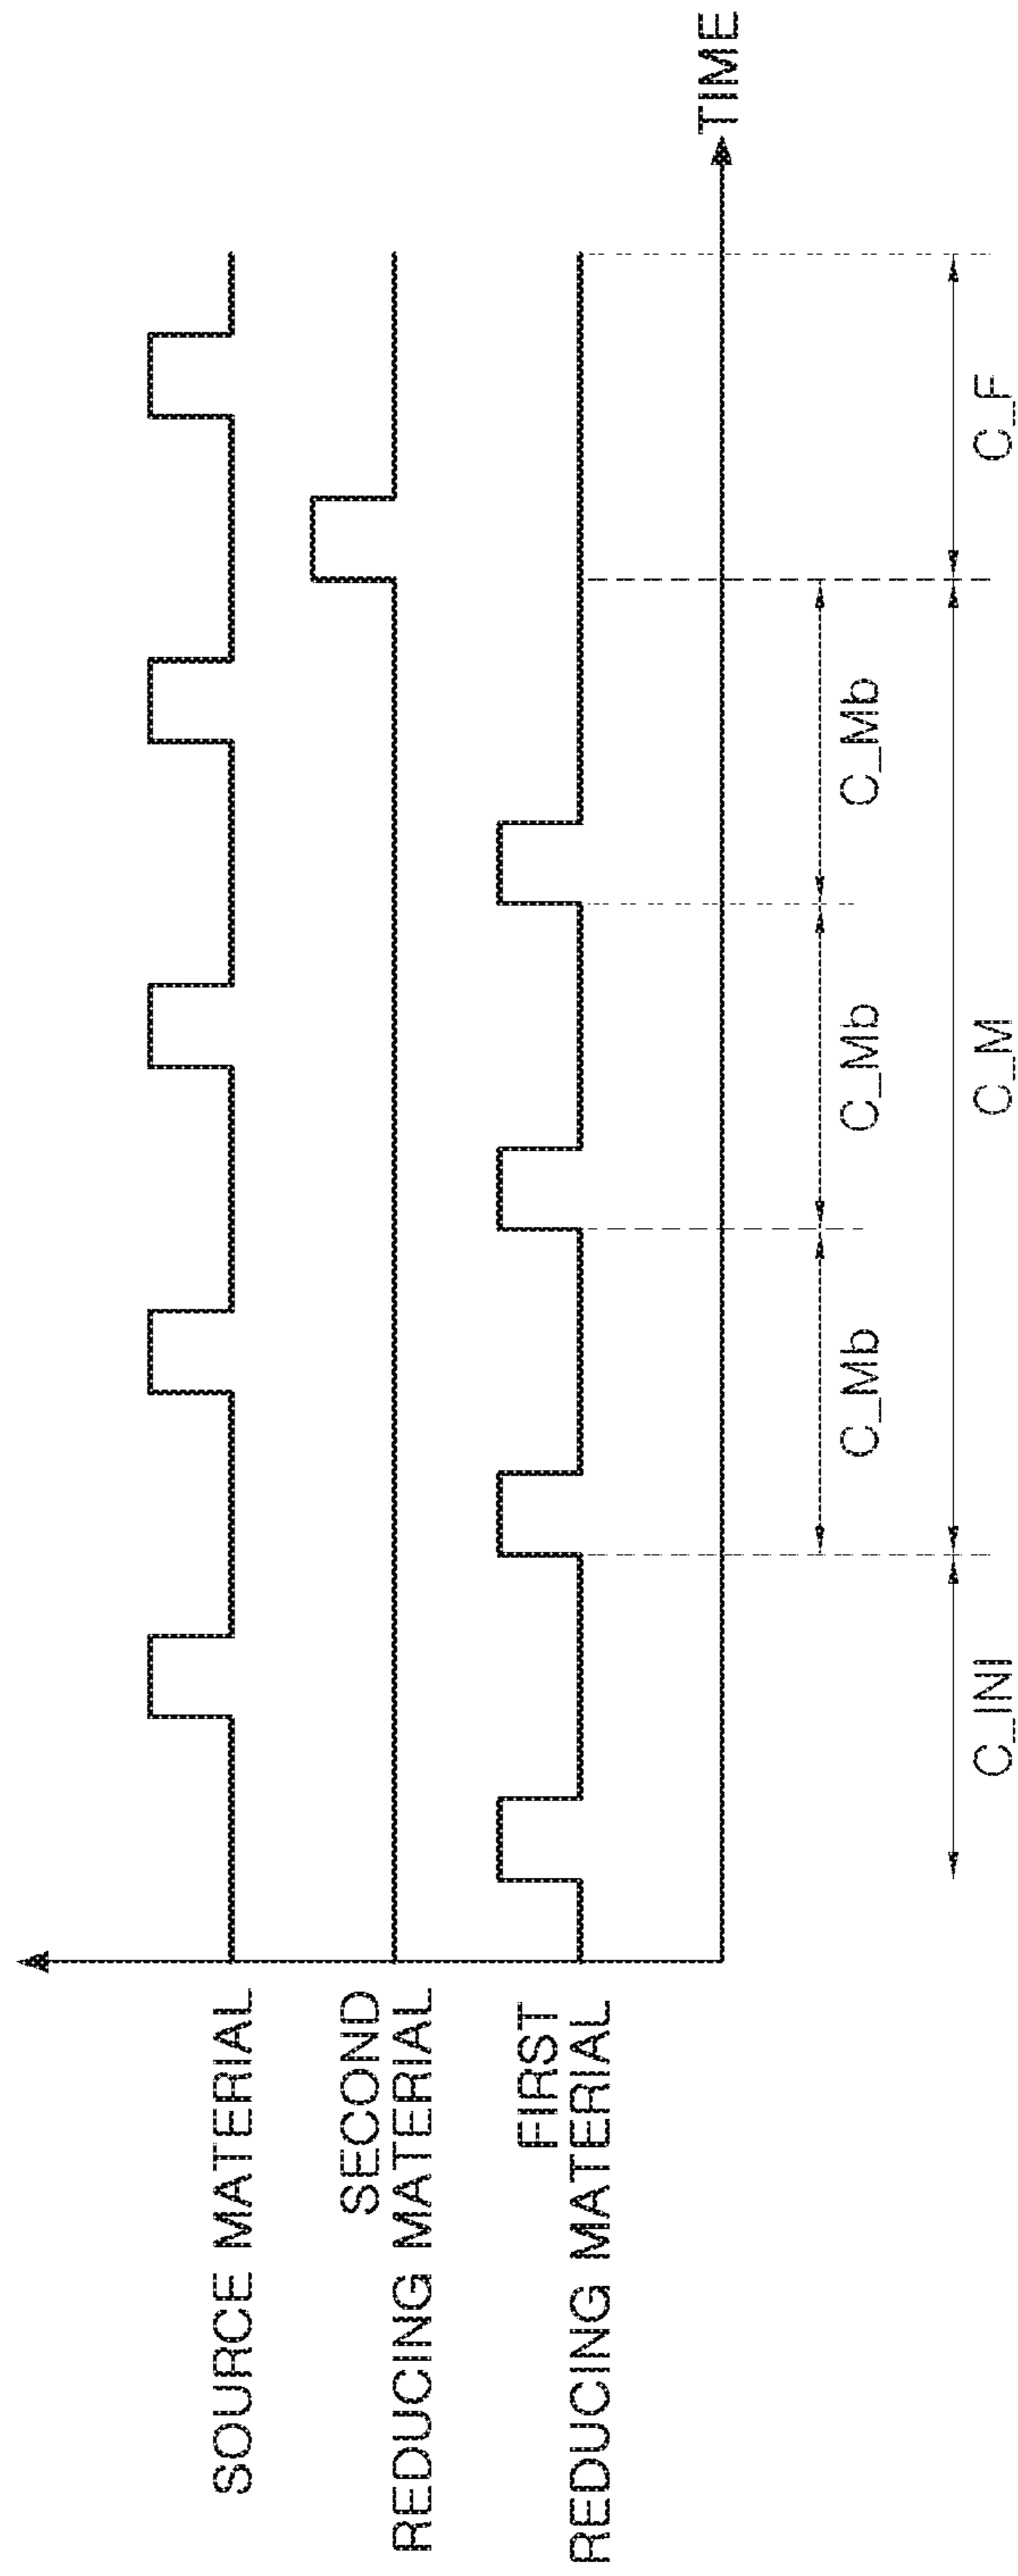 SOURCE MATERIAL
SECOND
REDUCING MATERIAL
FIRST
REDUCING MATERIAL
TIME
C_Mb
C_Mb
C_Mb
C_INI
C_M
C_F